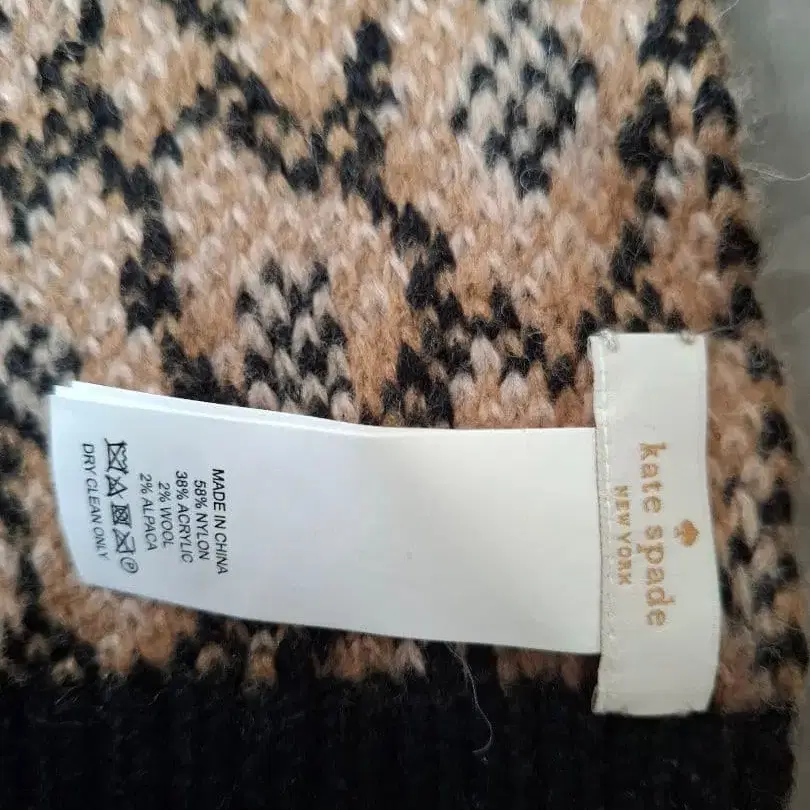 kate spade
NEW YORK
MADE IN CHINA
58% NYLON
38% ACRYLIC
2% WOOL
2% ALPACA
P
DRY CLEAN ONLY